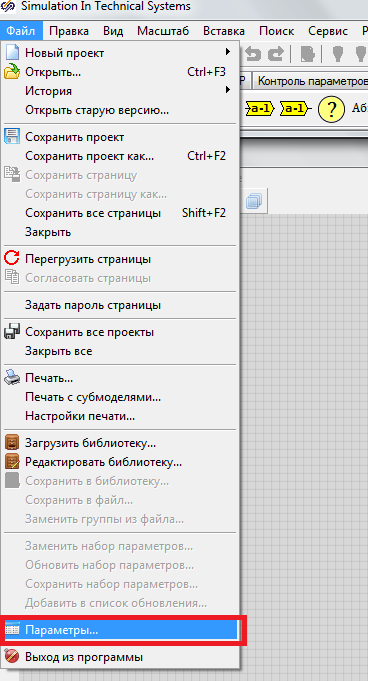 Simulation In Technical Systems
Файл Правка Вид Масштаб Вставка Поиск Сервис
Новый проект
Открыть... Ctrl+F3
История
Открыть старую версию...
Р Контроль параметров
a-1 a-1 ? Аб
Сохранить проект
Сохранить проект как... Ctrl+F2
Сохранить страницу
Сохранить страницу как...
Сохранить все страницы Shift+F2
Закрыть
Перегрузить страницы
Согласовать страницы
Задать пароль страницы
Сохранить все проекты
Закрыть все
Печать...
Печать с субмоделями...
Настройки печати...
Загрузить библиотеку...
Редактировать библиотеку...
Сохранить в библиотеку...
Сохранить в файл...
Заменить группы из файла...
Заменить набор параметров...
Обновить набор параметров...
Сохранить набор параметров...
Добавить в список обновления...
Параметры...
Выход из программы